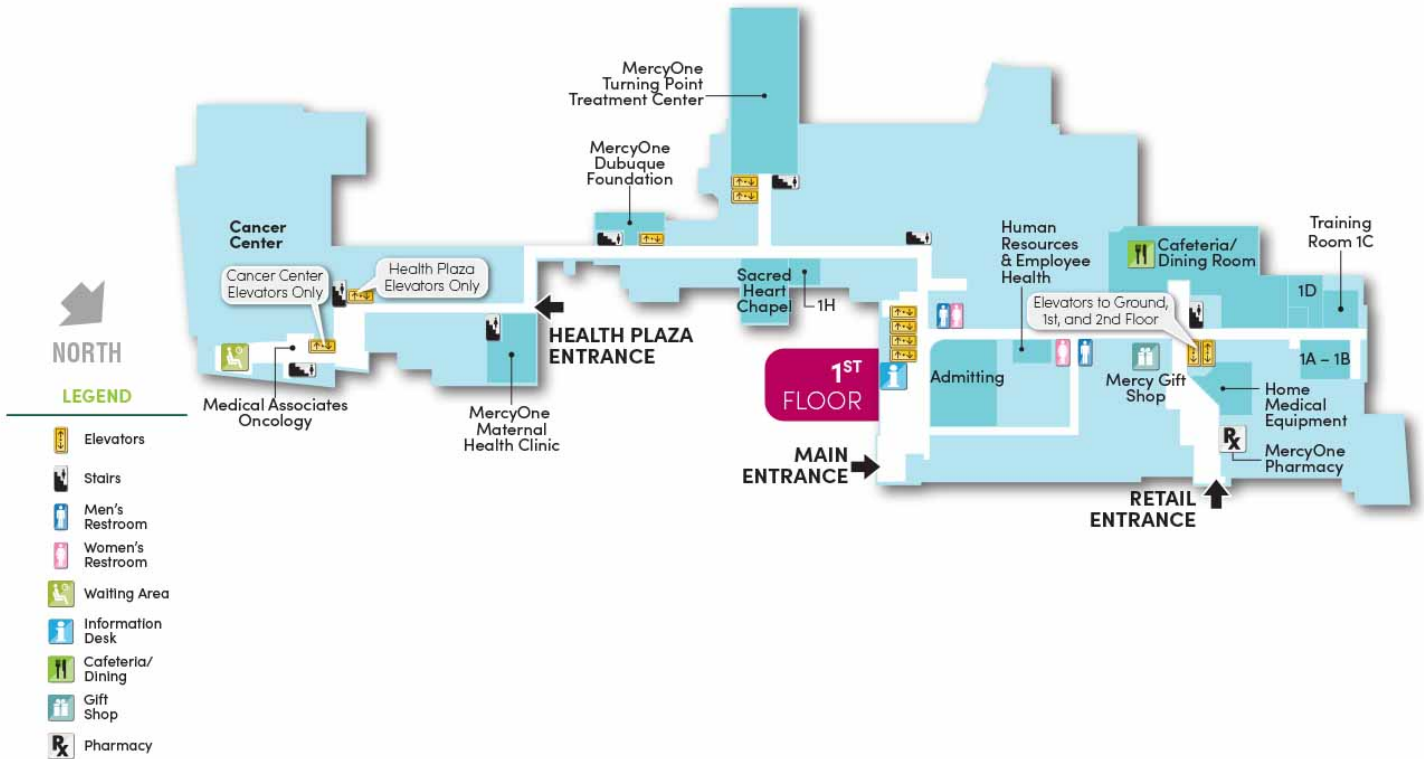 MercyOne
Turning Point
Treatment Center
MercyOne
Dubuque
Foundation
Cancer
Center
Cancer Center
Elevators Only
Health Plaza
Elevators Only
Human
Resources
& Employee
Health
Cafeteria/
Dining Room
Training
Room 1C
1D
Sacred
Heart
Chapel
1H
Elevators to Ground,
1st, and 2nd Floor
HEALTH PLAZA
ENTRANCE
1ST
FLOOR
Admitting
Mercy Gift
Shop
1A – 1B
Home
Medical
Equipment
Medical Associates
Oncology
MercyOne
Maternal
Health Clinic
MAIN
ENTRANCE
Rx
MercyOne
Pharmacy
RETAIL
ENTRANCE
NORTH
LEGEND
Elevators
Stairs
Men's
Restroom
Women's
Restroom
Waiting Area
Information
Desk
Cafeteria/
Dining
Gift
Shop
Rx
Pharmacy